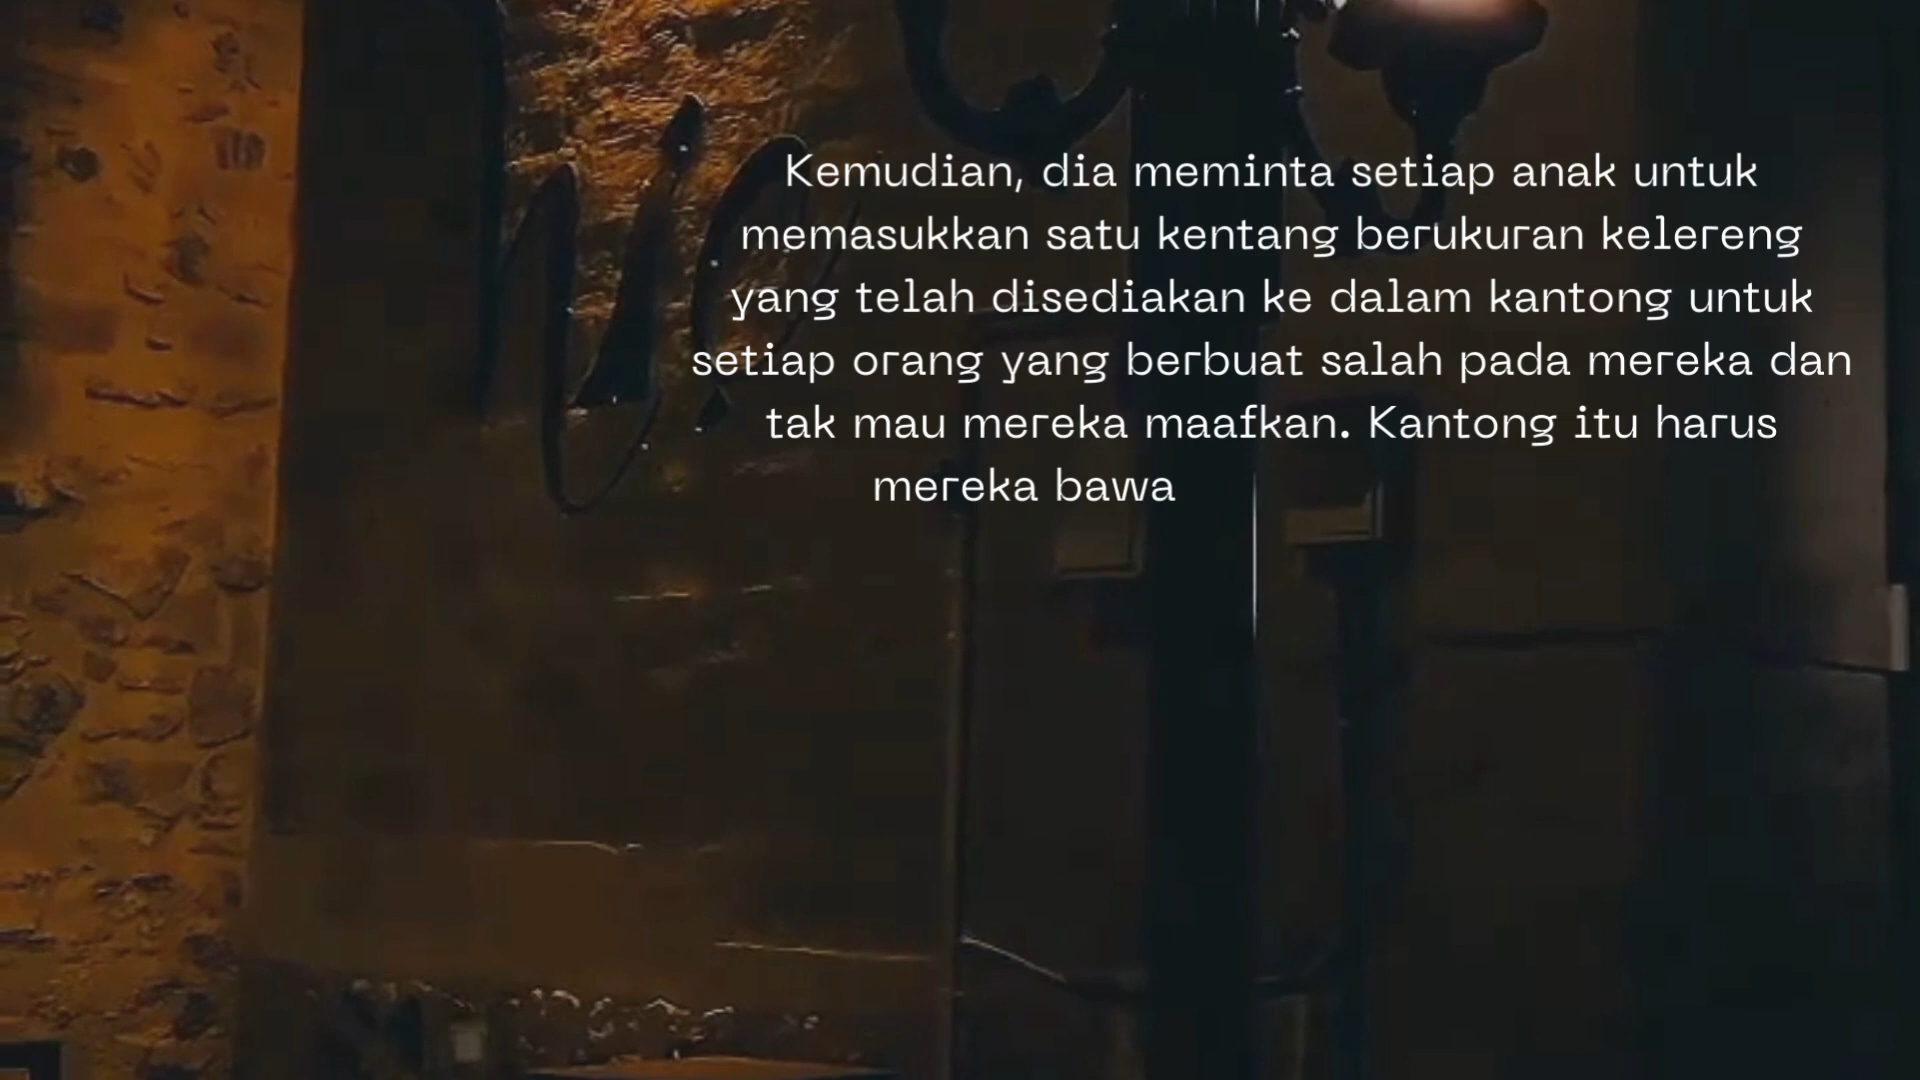 Kemudian, dia meminta setiap anak untuk
memasukkan satu kentang berukuran kelereng
yang telah disediakan ke dalam kantong untuk
setiap orang yang berbuat salah pada mereka dan
tak mau mereka maafkan. Kantong itu harus
mereka bawa